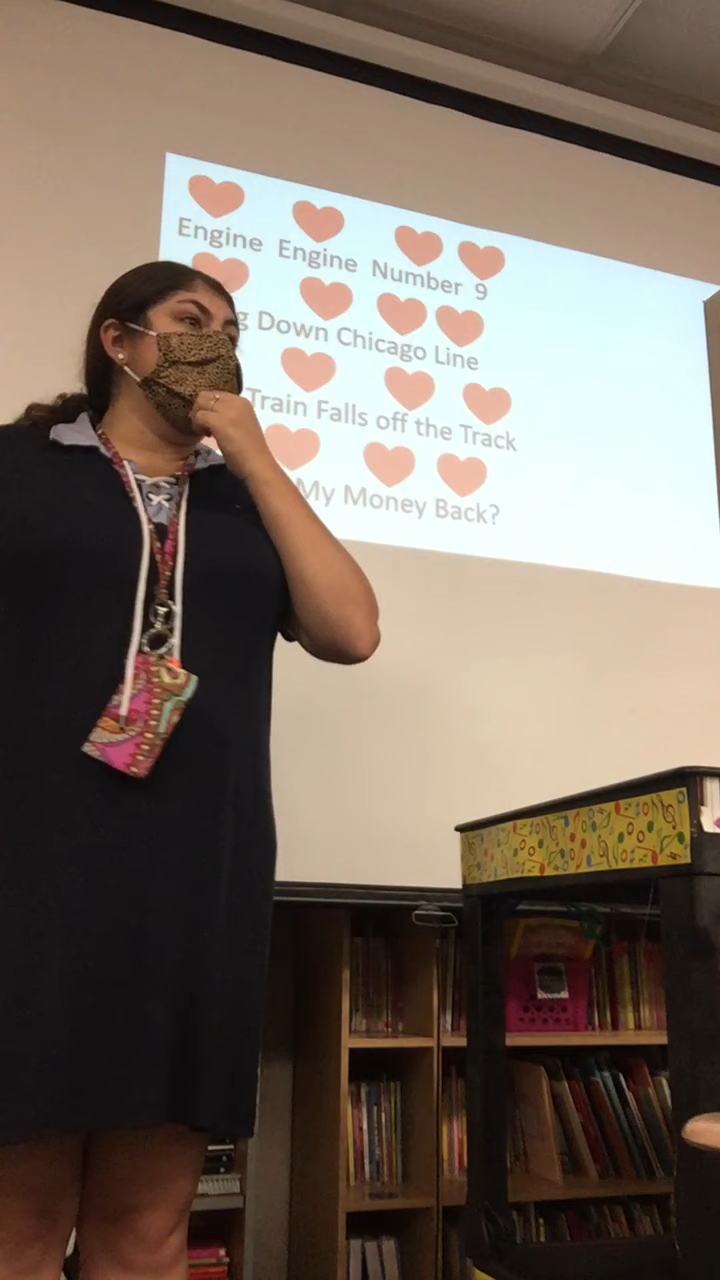 Engine Engine Number 9
Down Chicago Line
Train Falls off the Track
My Money Back?